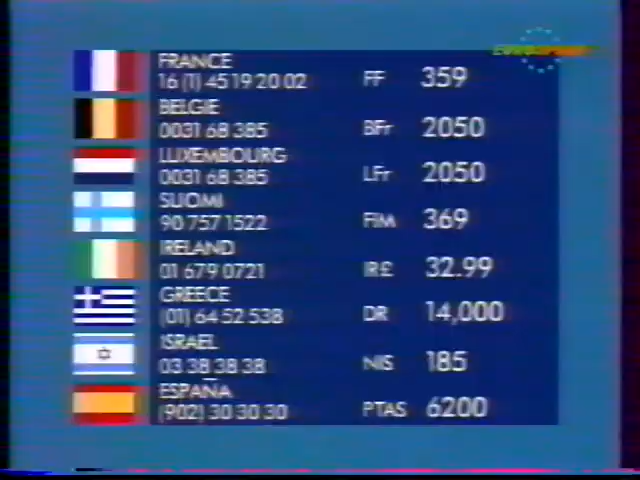 EUROSPORT
FRANCE
16 (1) 45 19 20 02 FF 359
BELGIE
0031 68 385 BFr 2050
LUXEMBOURG
0031 68 385 LFr 2050
SUOMI
90 757 1522 FIM 369
IRELAND
01 679 0721 IR£ 32.99
GREECE
(01) 64 52 538 DR 14,000
ISRAEL
03 38 38 38 NIS 185
ESPAÑA
(902) 30 30 30 PTAS 6200